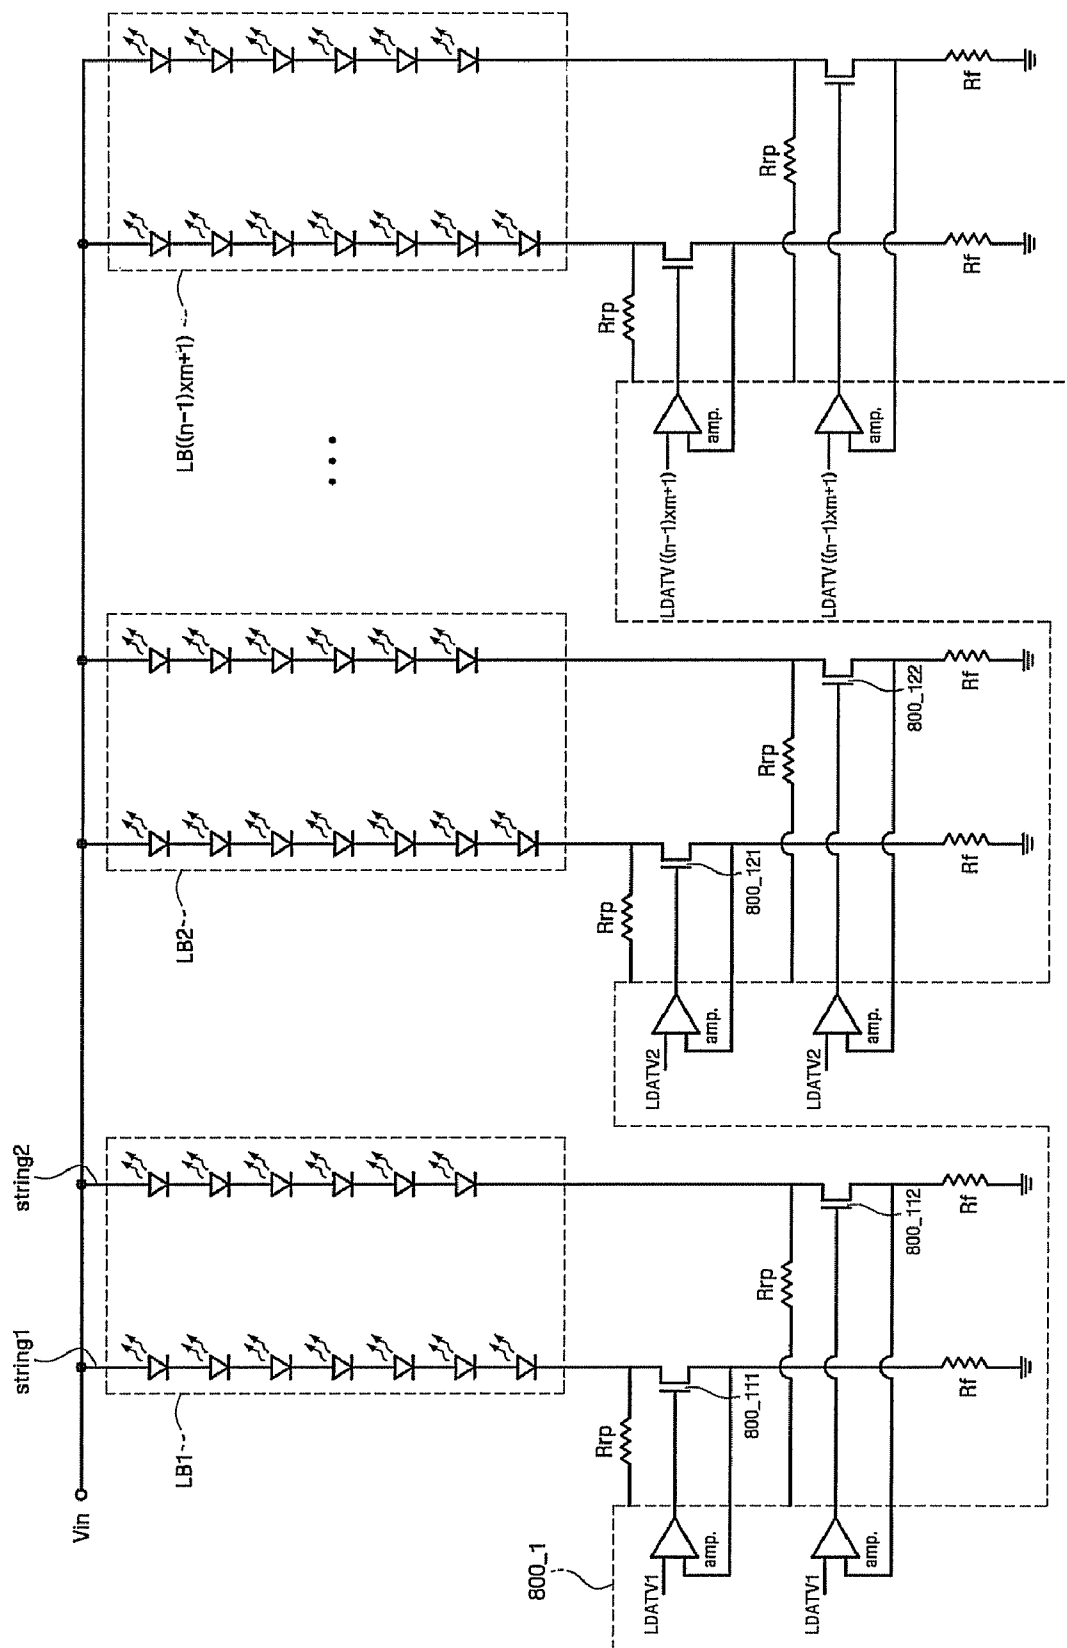 Vin
string1
string2
LB1
LB2
LB((n-1)xm+1)
Rrp
Rrp
Rrp
Rrp
Rrp
Rrp
800_1
LDATV1
amp.
800_111
Rf
LDATV1
amp.
800_112
Rf
LDATV2
amp.
800_121
Rf
LDATV2
amp.
800_122
Rf
LDATV((n-1)xm+1)
amp.
Rf
LDATV((n-1)xm+1)
amp.
Rf